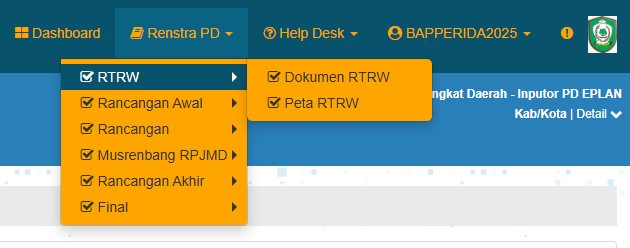 Dashboard
Renstra PD
Help Desk
BAPPERIDA2025
RTRW
Rancangan Awal
Rancangan
Musrenbang RPJMD
Rancangan Akhir
Final
Dokumen RTRW
Peta RTRW
ngkat Daerah - Inputor PD EPLAN
Kab/Kota | Detail